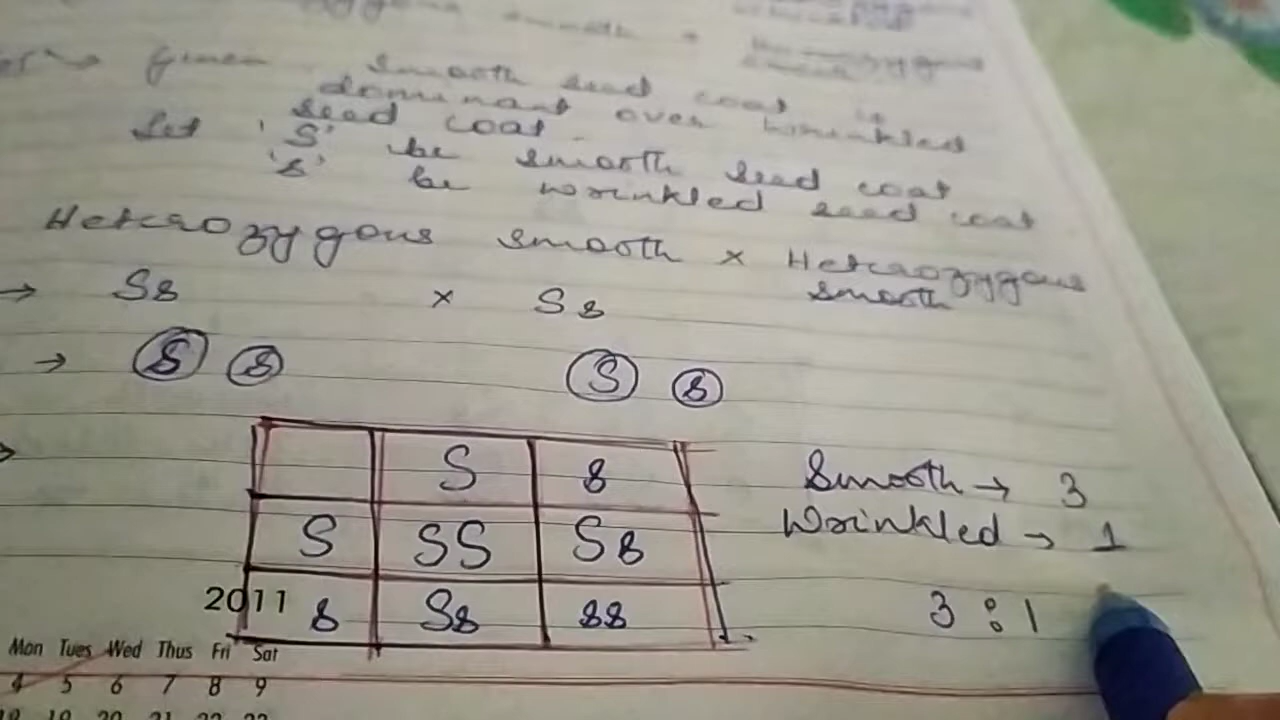 Given smooth seed coat is
dominant over wrinkled
seed coat.
Let 'S' be smooth seed coat
's' be wrinkled seed coat
Heterozygous smooth × Heterozygous
smooth
→ Ss × Ss
→ S s S s
S s
S SS Ss
s Ss ss
Smooth → 3
Wrinkled → 1
3 : 1
2011
Mon Tues Wed Thus Fri Sat
4 5 6 7 8 9